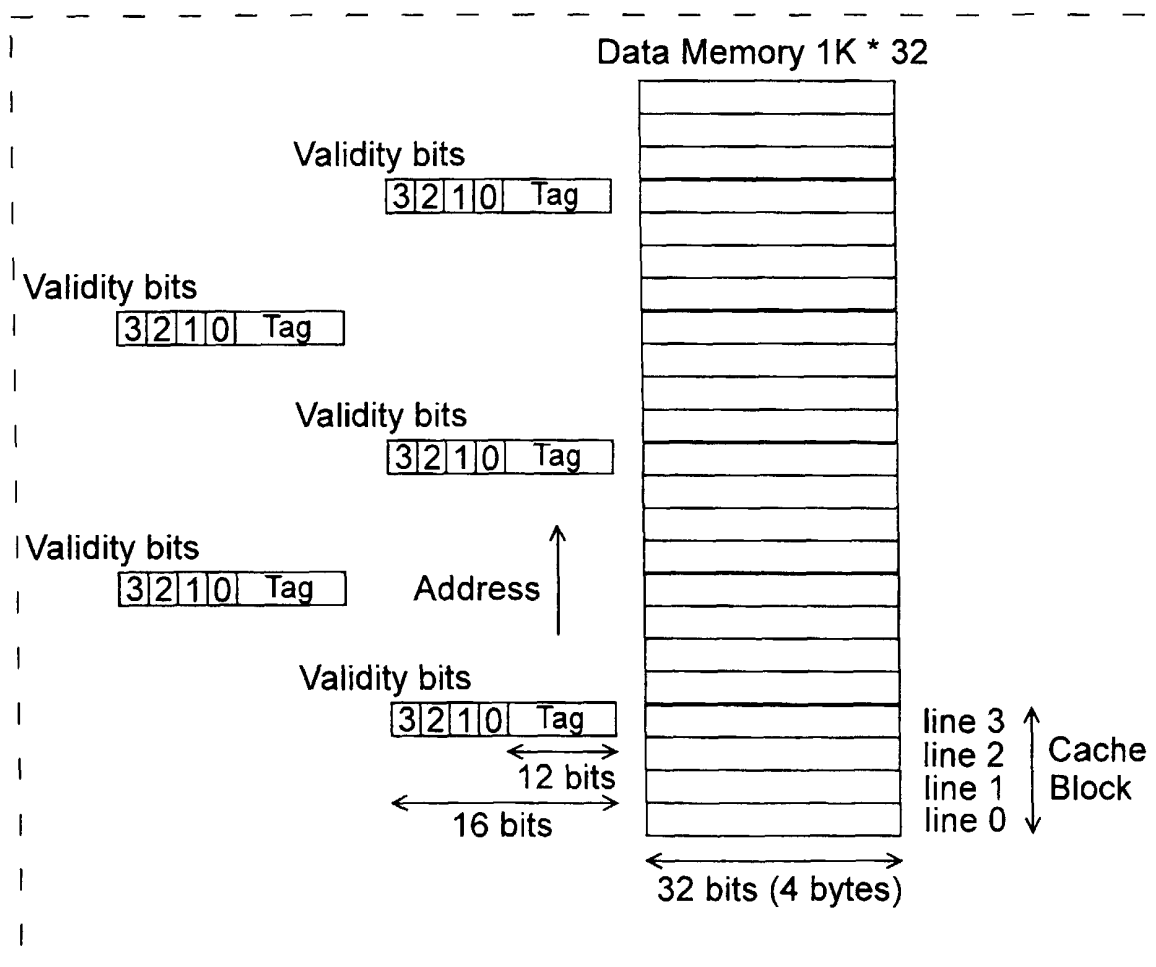 Data Memory 1K * 32
Validity bits
3 2 1 0 Tag
Validity bits
3 2 1 0 Tag
Validity bits
3 2 1 0 Tag
Validity bits
3 2 1 0 Tag
Address
Validity bits
3 2 1 0 Tag
12 bits
16 bits
line 3
line 2
line 1
line 0
Cache
Block
32 bits (4 bytes)